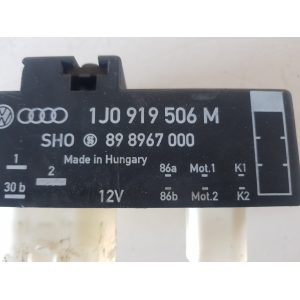 1J0 919 506 M
SHO 89 8967 000
Made in Hungary
1 2 86a Mot.1 K1
30 b 12V 86b Mot.2 K2